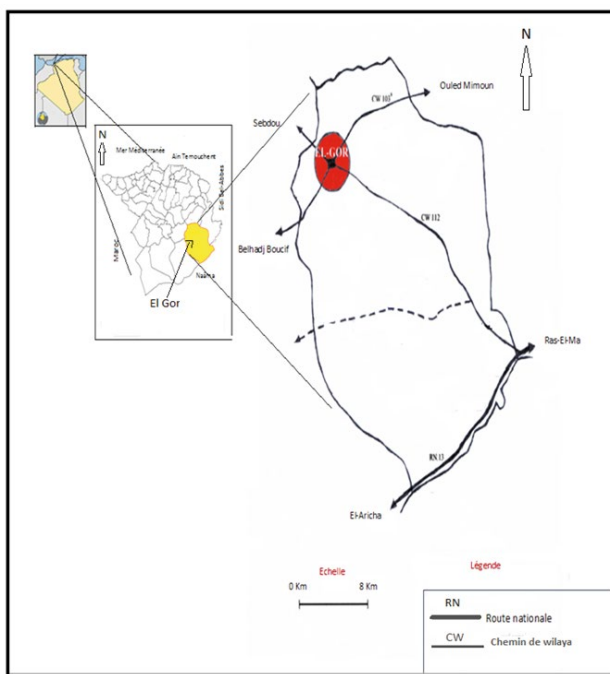 N
Mer Méditerranée
Ain Temouchent
Sidi Bel Abbes
Maroc
Naâma
El Gor
N
Ouled Mimoun
CW 103
Sebdou
EL-GOR
CW 112
Belhadj Boucif
Ras-El-Ma
RN 13
El-Aricha
Echelle
0 Km 8 Km
Légende
RN
Route nationale
CW
Chemin de wilaya